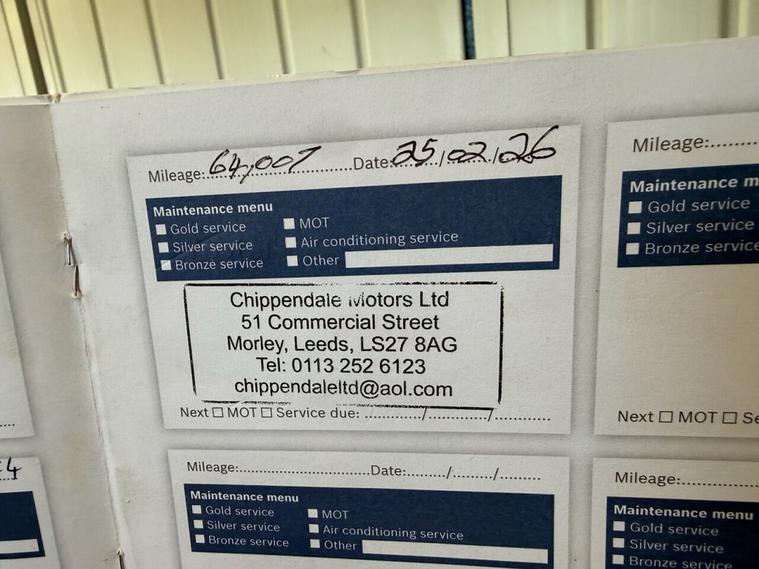 Mileage: 64,007 Date: 25/02/26
Maintenance menu
Gold service MOT
Silver service Air conditioning service
Bronze service Other
Chippendale Motors Ltd
51 Commercial Street
Morley, Leeds, LS27 8AG
Tel: 0113 252 6123
chippendaleltd@aol.com
Next MOT Service due: / /
Mileage:
Maintenance m
Gold service
Silver service
Bronze service
Next MOT Se
4
Mileage: Date: / /
Maintenance menu
Gold service MOT
Silver service Air conditioning service
Bronze service Other
Mileage:
Maintenance menu
Gold service
Silver service
Bronze service